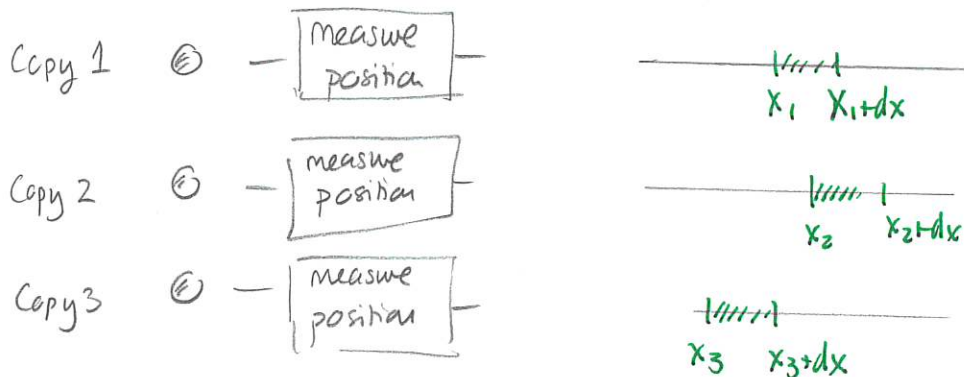 Copy 1
measure
position
x₁ x₁+dx
Copy 2
measure
position
x₂ x₂+dx
Copy 3
measure
position
x₃ x₃+dx